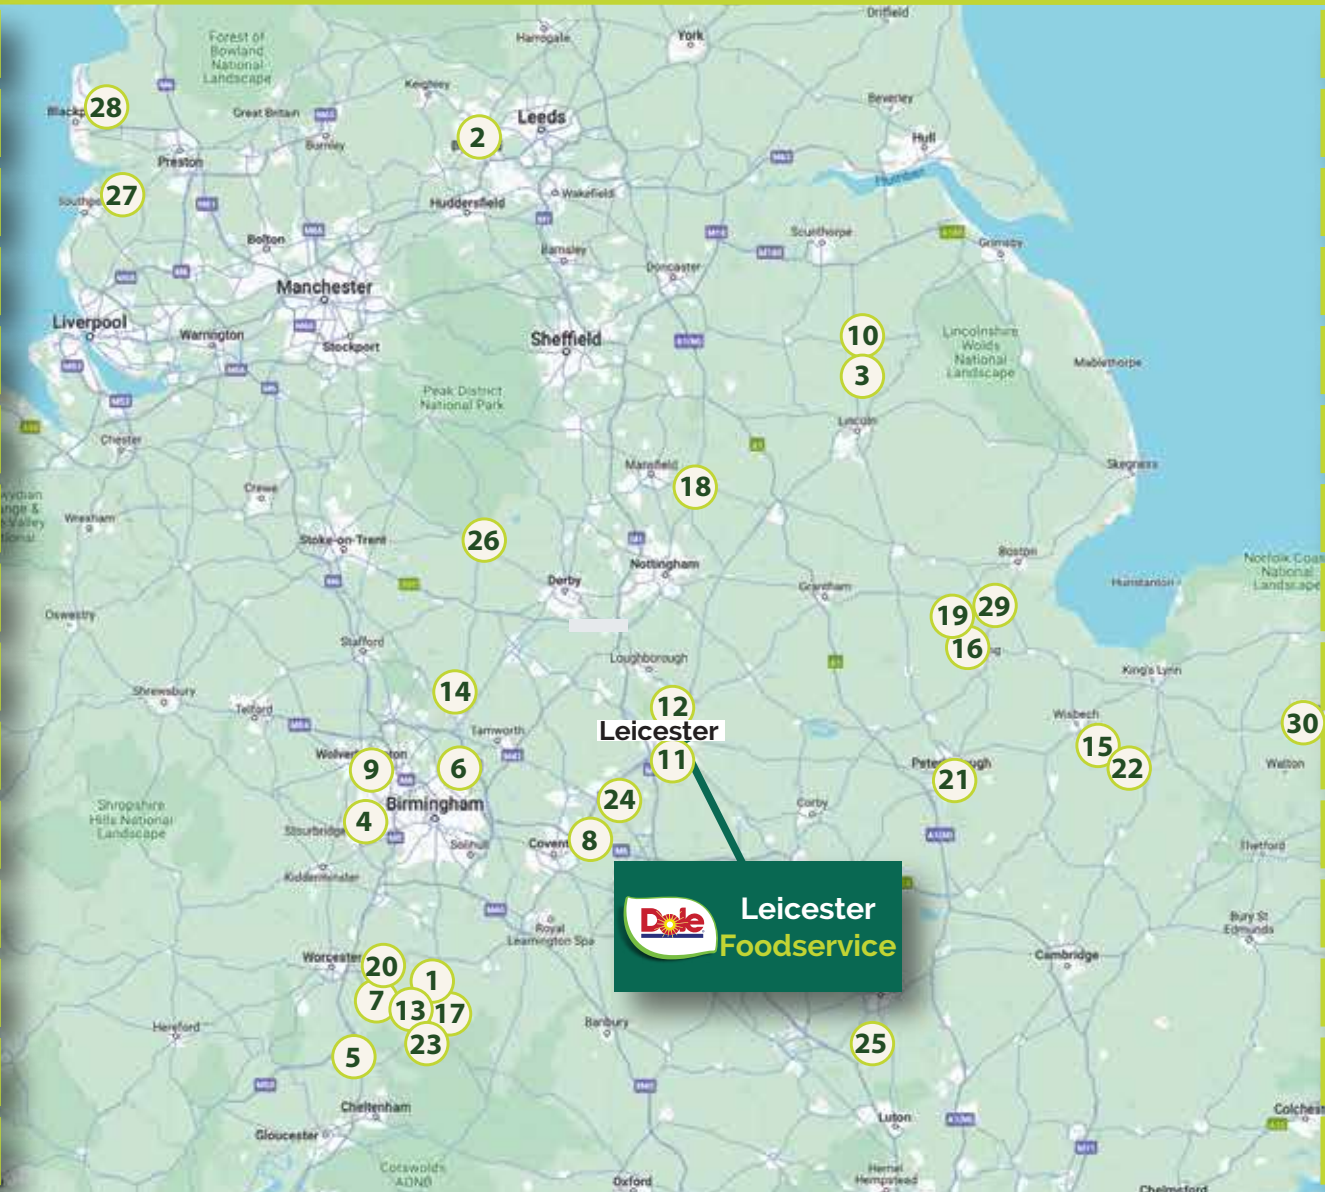 Driffield
Forest of
Bowland
National
Landscape
Harrogate
York
Keighley
28
Great Britain
Leeds
Beverley
2
Burnley
Hull
Preston
Humber
27
Wakefield
Huddersfield
Bolton
Barnsley
Scunthorpe
Grimsby
Doncaster
Manchester
Liverpool
Warrington
Stockport
Sheffield
10
Lincolnshire
Wolds
National
Landscape
Mablethorpe
3
Peak District
National Park
Lincoln
Chester
Mansfield
Skegness
18
Crewe
Wrexham
Stoke-on-Trent
26
Nottingham
Boston
Derby
Grantham
Hunstanton
Norfolk Coas
National
Landscape
Oswestry
19
29
16
Stafford
Loughborough
King's Lynn
Shrewsbury
14
Telford
12
Wisbech
30
Tamworth
Leicester
15
9
6
11
22
21
Watton
Birmingham
24
Corby
Shropshire
Hills National
Landscape
4
Stourbridge
Solihull
8
Thetford
Kidderminster
Dole
Leicester
Foodservice
Royal
Leamington Spa
Bury St
Edmunds
Worcester
20
Cambridge
1
7
13
17
Hereford
Banbury
23
25
5
Cheltenham
Luton
Gloucester
Cotswolds
AONB
Oxford
Hemel
Hempstead
Chelmsford